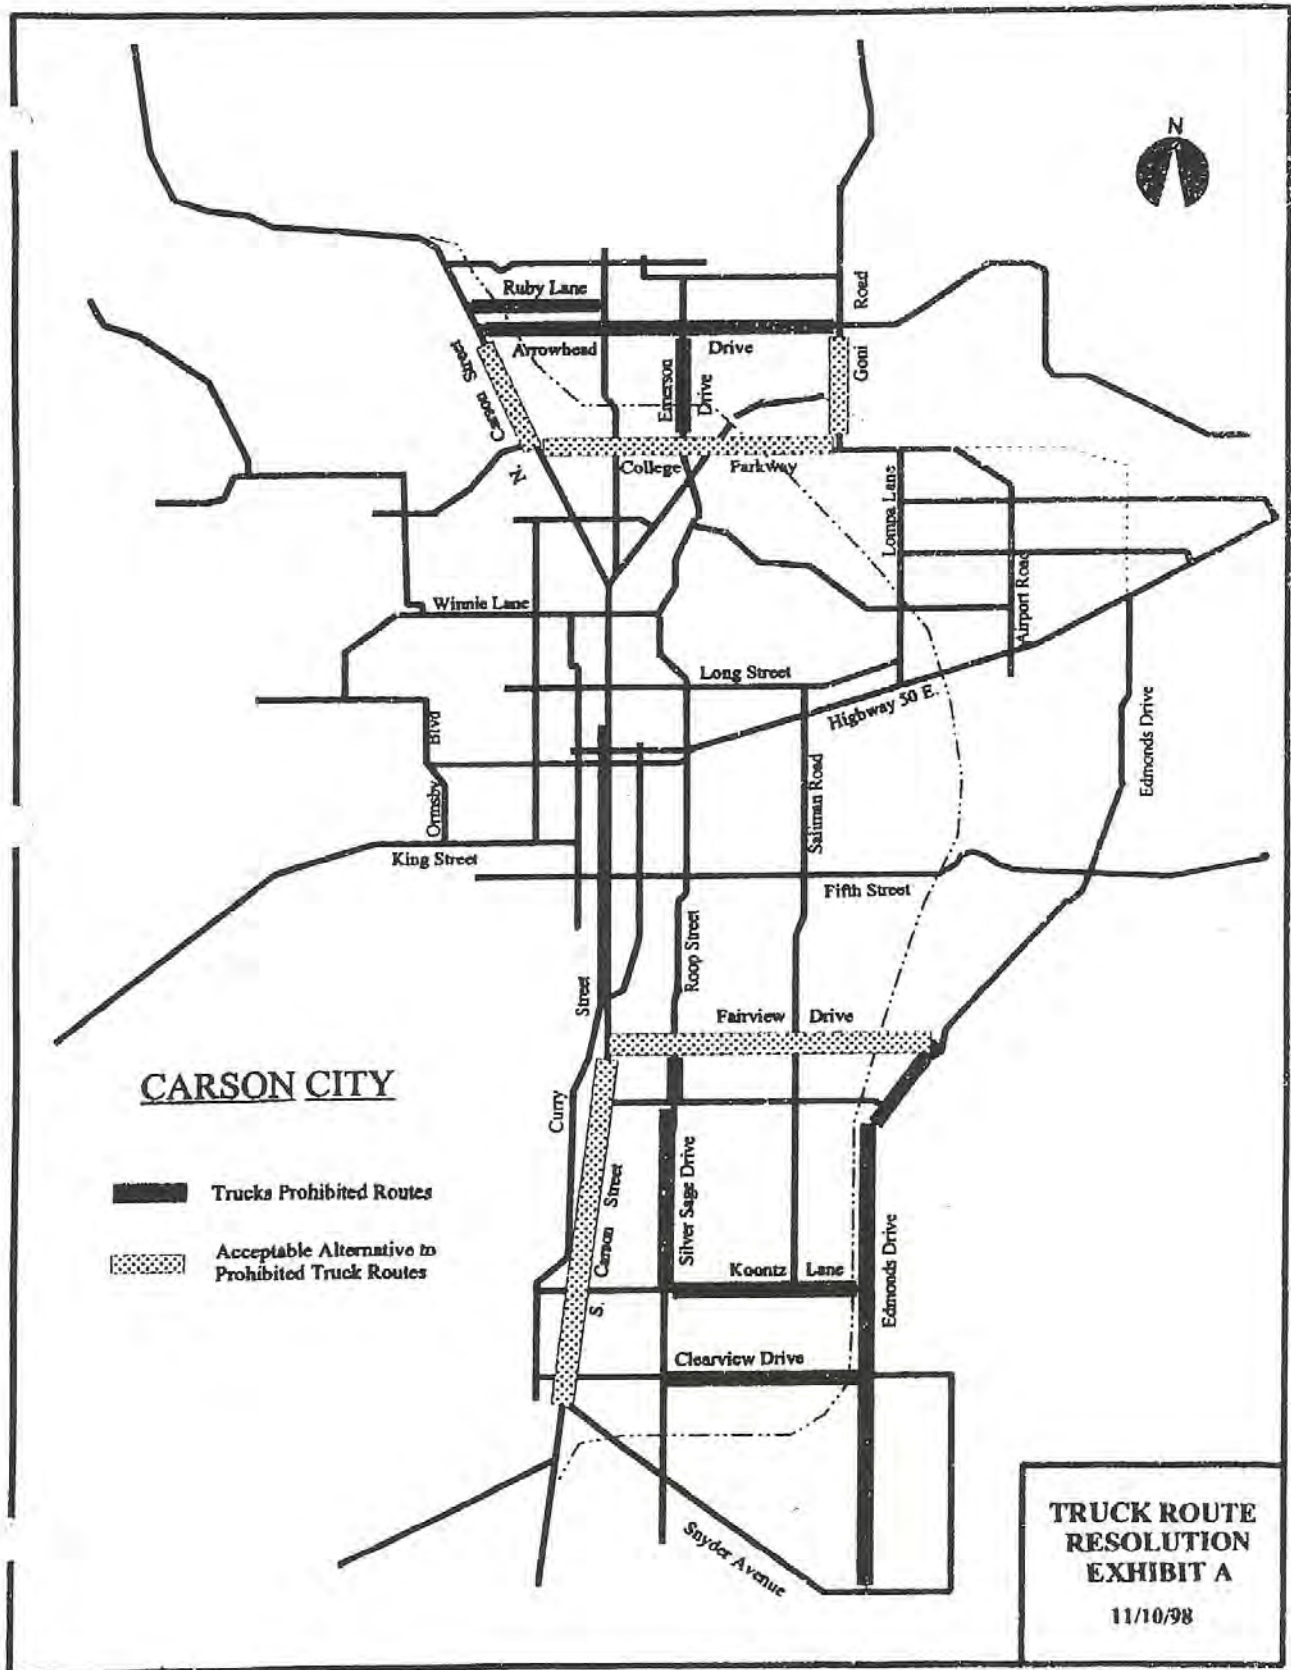 N
Ruby Lane
Road
Arrowhead
Drive
Goni
Carson Street
N.
Emerson
Drive
College
Parkway
Lompa Lane
Airport Road
Winnie Lane
Long Street
Highway 50 E.
Edmonds Drive
Blvd
Ormsby
Saliman Road
King Street
Fifth Street
Roop Street
Street
Curry
Fairview Drive
CARSON CITY
Trucks Prohibited Routes
Acceptable Alternative to
Prohibited Truck Routes
S. Carson Street
Silver Sage Drive
Koontz Lane
Edmonds Drive
Clearview Drive
Snyder Avenue
TRUCK ROUTE
RESOLUTION
EXHIBIT A
11/10/98